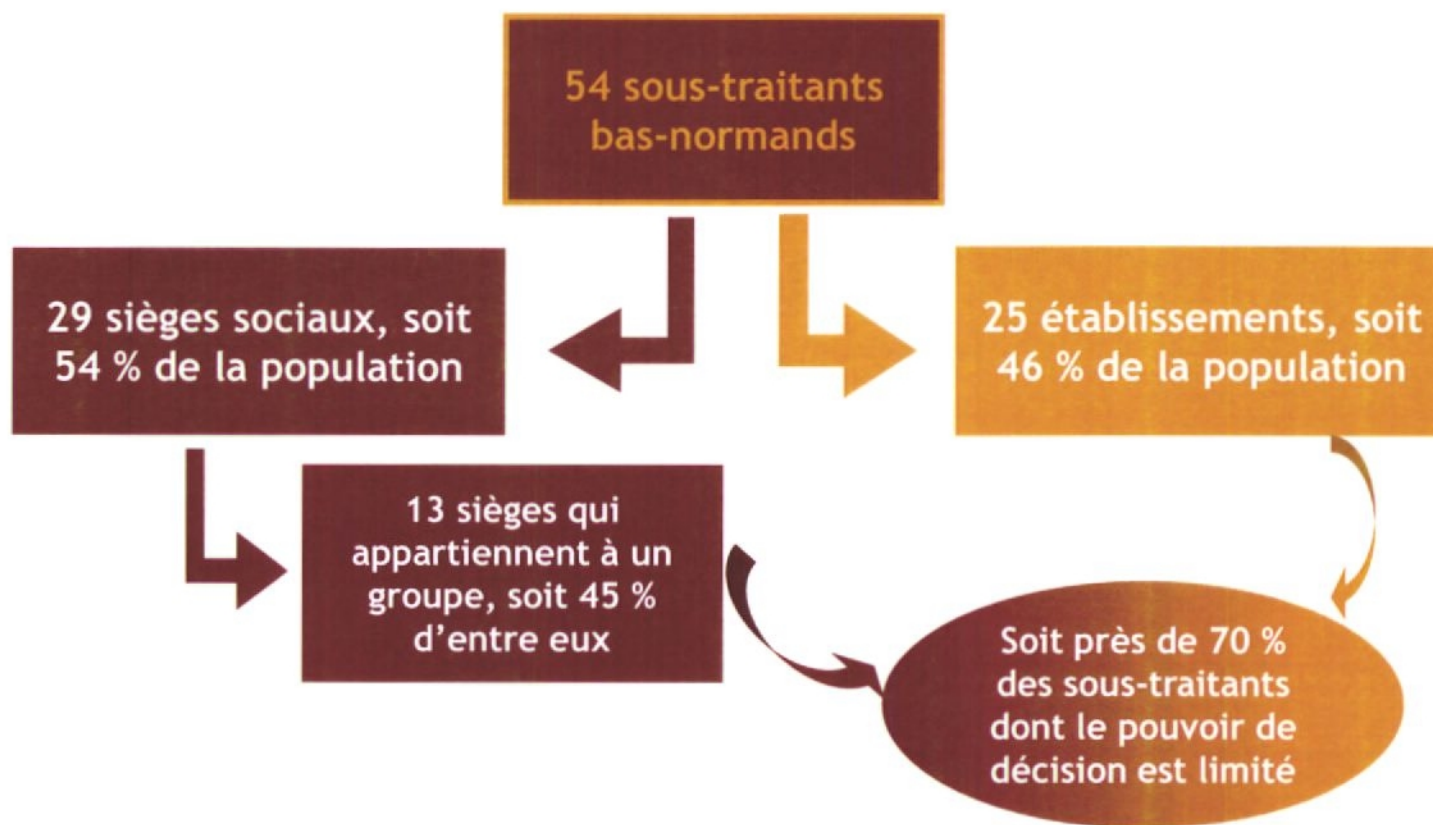 54 sous-traitants
bas-normands
29 sièges sociaux, soit
54 % de la population
25 établissements, soit
46 % de la population
13 sièges qui
appartiennent à un
groupe, soit 45 %
d’entre eux
Soit près de 70 %
des sous-traitants
dont le pouvoir de
décision est limité